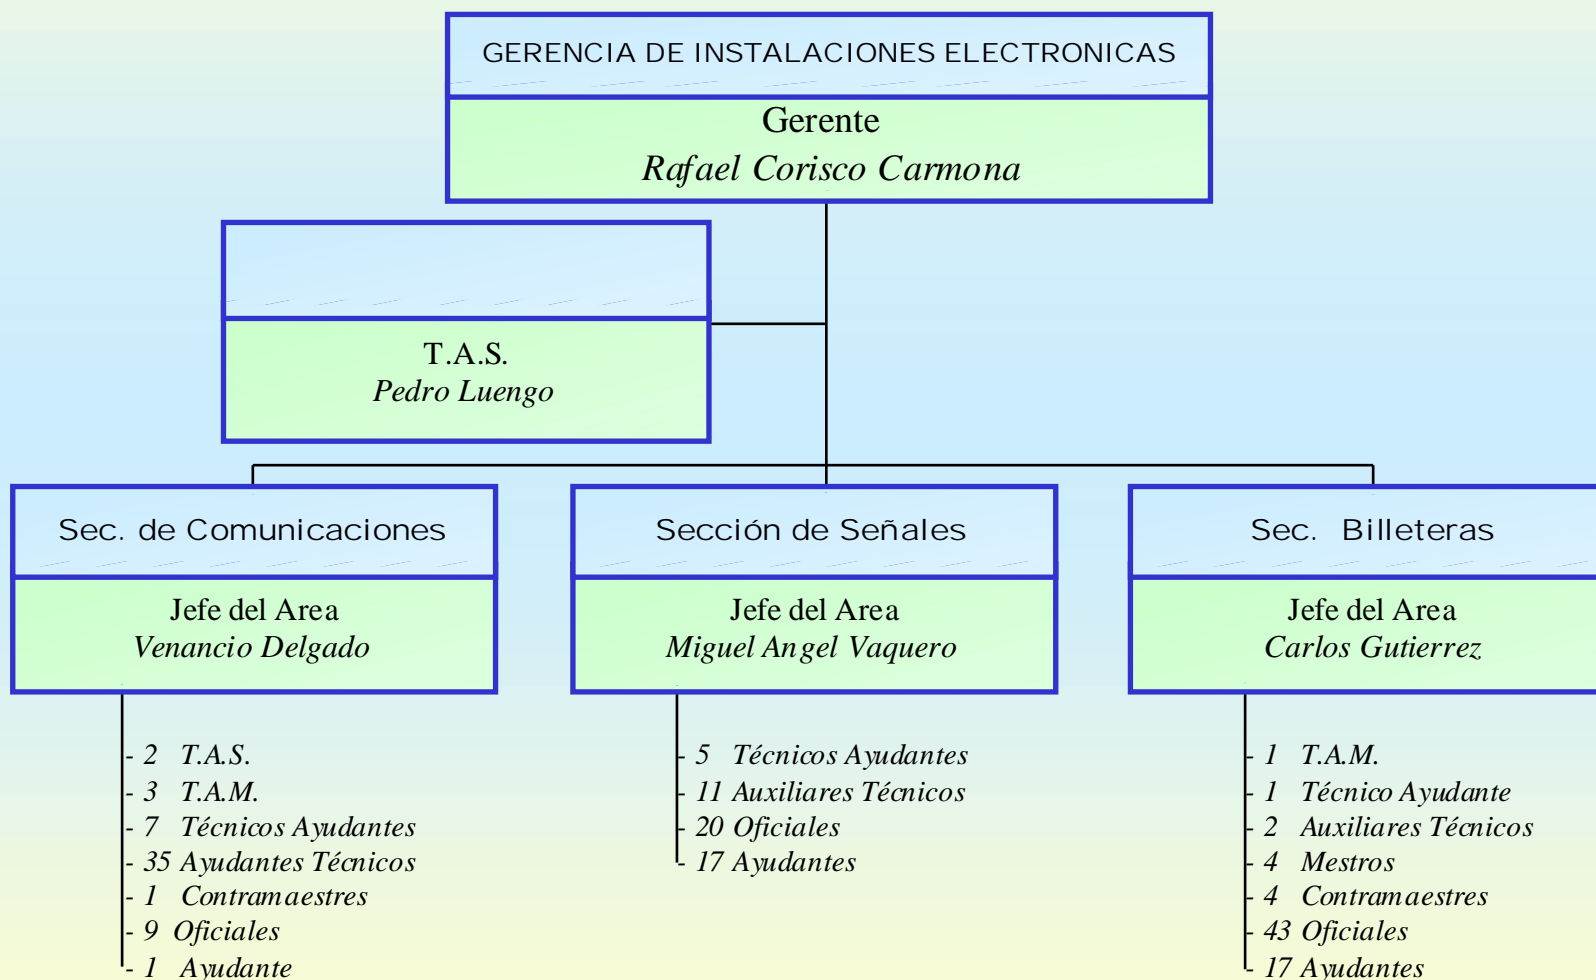 GERENCIA DE INSTALACIONES ELECTRONICAS
Gerente
Rafael Corisco Carmona
T.A.S.
Pedro Luengo
Sec. de Comunicaciones
Jefe del Area
Venancio Delgado
- 2 T.A.S.
- 3 T.A.M.
- 7 Técnicos Ayudantes
- 35 Ayudantes Técnicos
- 1 Contramaestres
- 9 Oficiales
- 1 Ayudante
Sección de Señales
Jefe del Area
Miguel Angel Vaquero
- 5 Técnicos Ayudantes
- 11 Auxiliares Técnicos
- 20 Oficiales
- 17 Ayudantes
Sec. Billeteras
Jefe del Area
Carlos Gutierrez
- 1 T.A.M.
- 1 Técnico Ayudante
- 2 Auxiliares Técnicos
- 4 Mestros
- 4 Contramaestres
- 43 Oficiales
- 17 Ayudantes